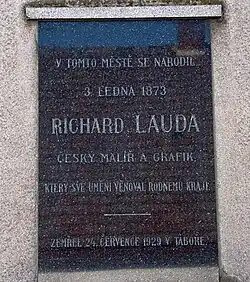 V TOMTO MĚSTĚ SE NARODIL
3. LEDNA 1873
RICHARD LAUDA
ČESKÝ MALÍŘ A GRAFIK,
KTERÝ SVÉ UMĚNÍ VĚNOVAL RODNÉMU KRAJI.
ZEMŘEL 24. ČERVENCE 1929 V TÁBOŘE.